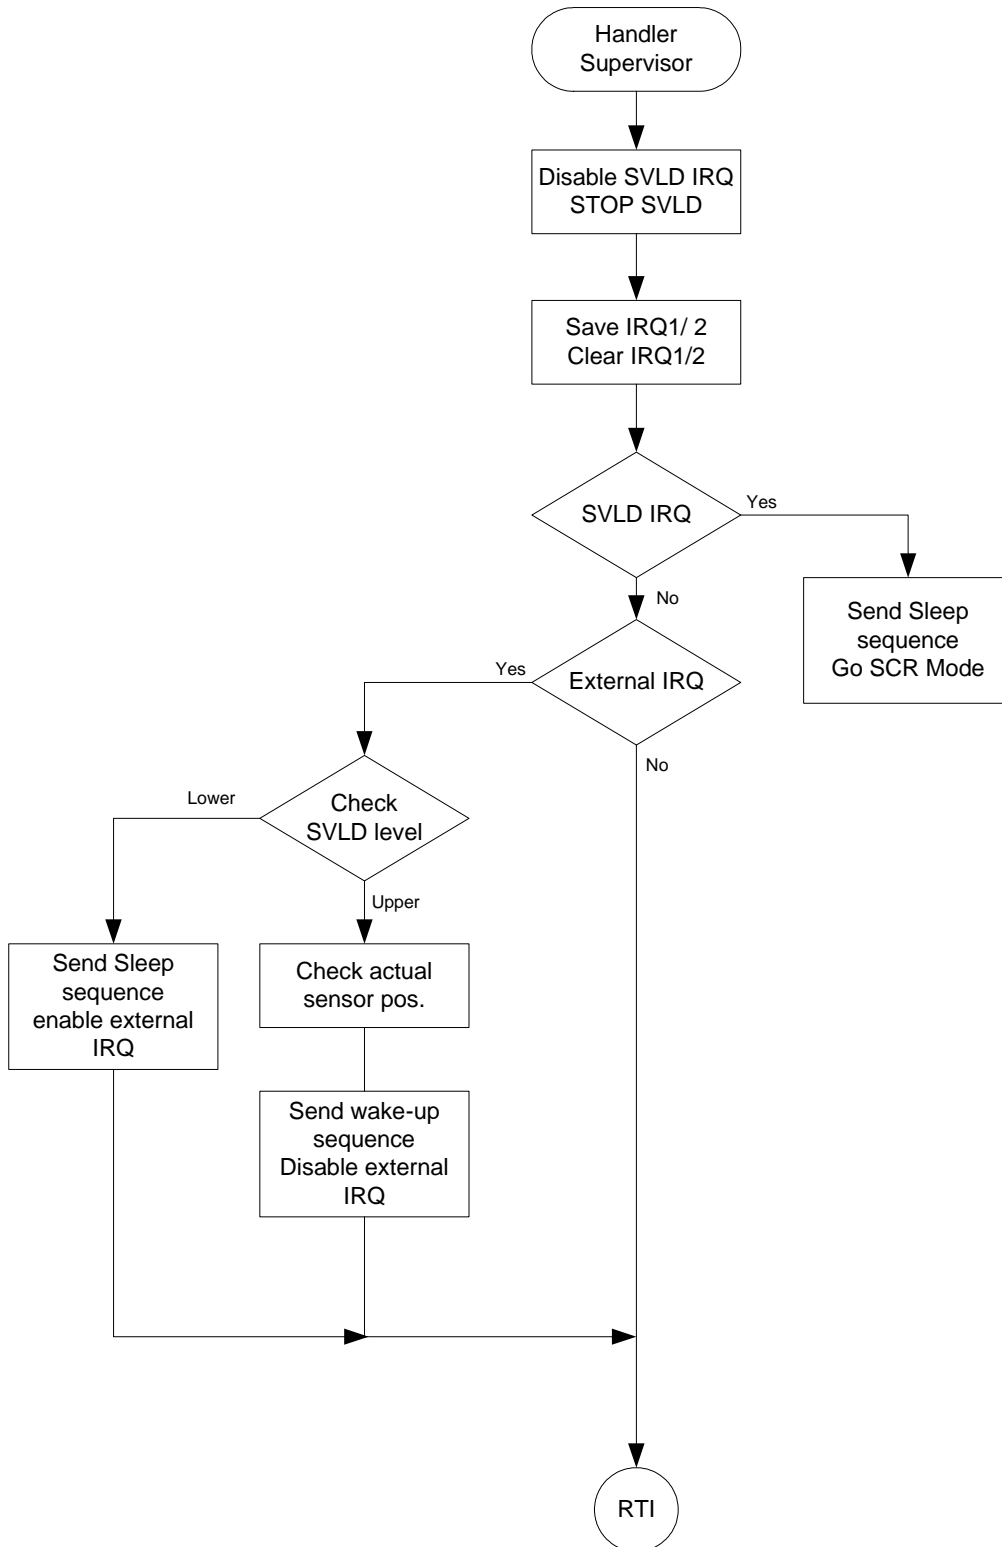 Handler
Supervisor
Disable SVLD IRQ
STOP SVLD
Save IRQ1/ 2
Clear IRQ1/2
SVLD IRQ
Yes
No
Send Sleep
sequence
Go SCR Mode
External IRQ
Yes
No
Check
SVLD level
Lower
Upper
Send Sleep
sequence
enable external
IRQ
Check actual
sensor pos.
Send wake-up
sequence
Disable external
IRQ
RTI